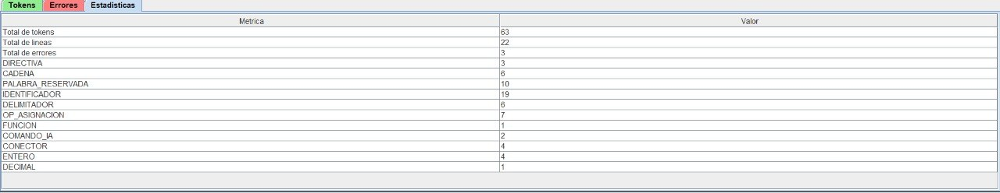 Tokens Errores Estadisticas
Metrica Valor
Total de tokens 63
Total de lineas 22
Total de errores 3
DIRECTIVA 3
CADENA 6
PALABRA_RESERVADA 10
IDENTIFICADOR 19
DELIMITADOR 6
OP_ASIGNACION 7
FUNCION 1
COMANDO_IA 2
CONECTOR 4
ENTERO 4
DECIMAL 1